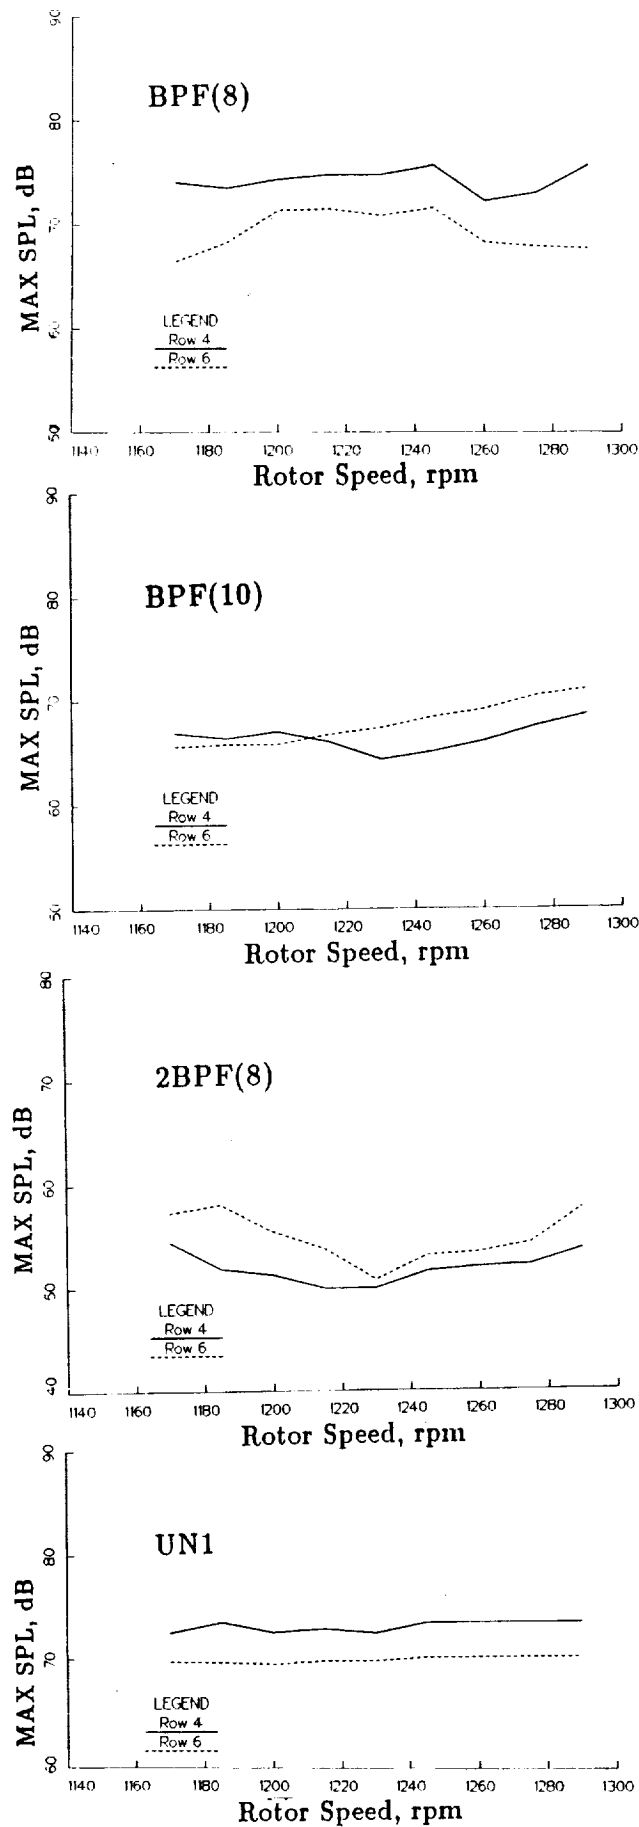 90
80
70
60
50
MAX SPL, dB
BPF(8)
LEGEND
Row 4
Row 6
1140 1160 1180 1200 1220 1240 1260 1280 1300
Rotor Speed, rpm
90
80
70
60
50
MAX SPL, dB
BPF(10)
LEGEND
Row 4
Row 6
1140 1160 1180 1200 1220 1240 1260 1280 1300
Rotor Speed, rpm
80
70
60
50
40
MAX SPL, dB
2BPF(8)
LEGEND
Row 4
Row 6
1140 1160 1180 1200 1220 1240 1260 1280 1300
Rotor Speed, rpm
90
80
70
60
MAX SPL, dB
UN1
LEGEND
Row 4
Row 6
1140 1160 1180 1200 1220 1240 1260 1280 1300
Rotor Speed, rpm